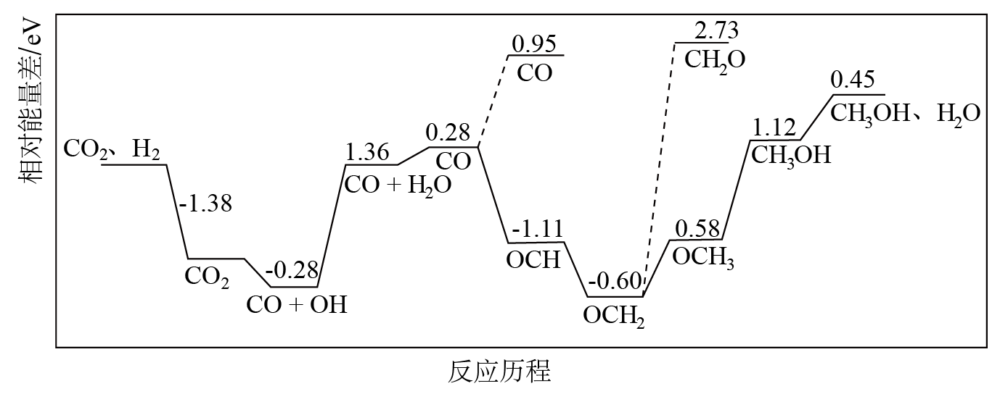 相对能量差/eV
CO₂、H₂
-1.38
CO₂
-0.28
CO + OH
1.36
CO + H₂O
0.28
CO
0.95
CO
-1.11
OCH
-0.60
OCH₂
2.73
CH₂O
0.58
OCH₃
1.12
CH₃OH
0.45
CH₃OH、H₂O
反应历程